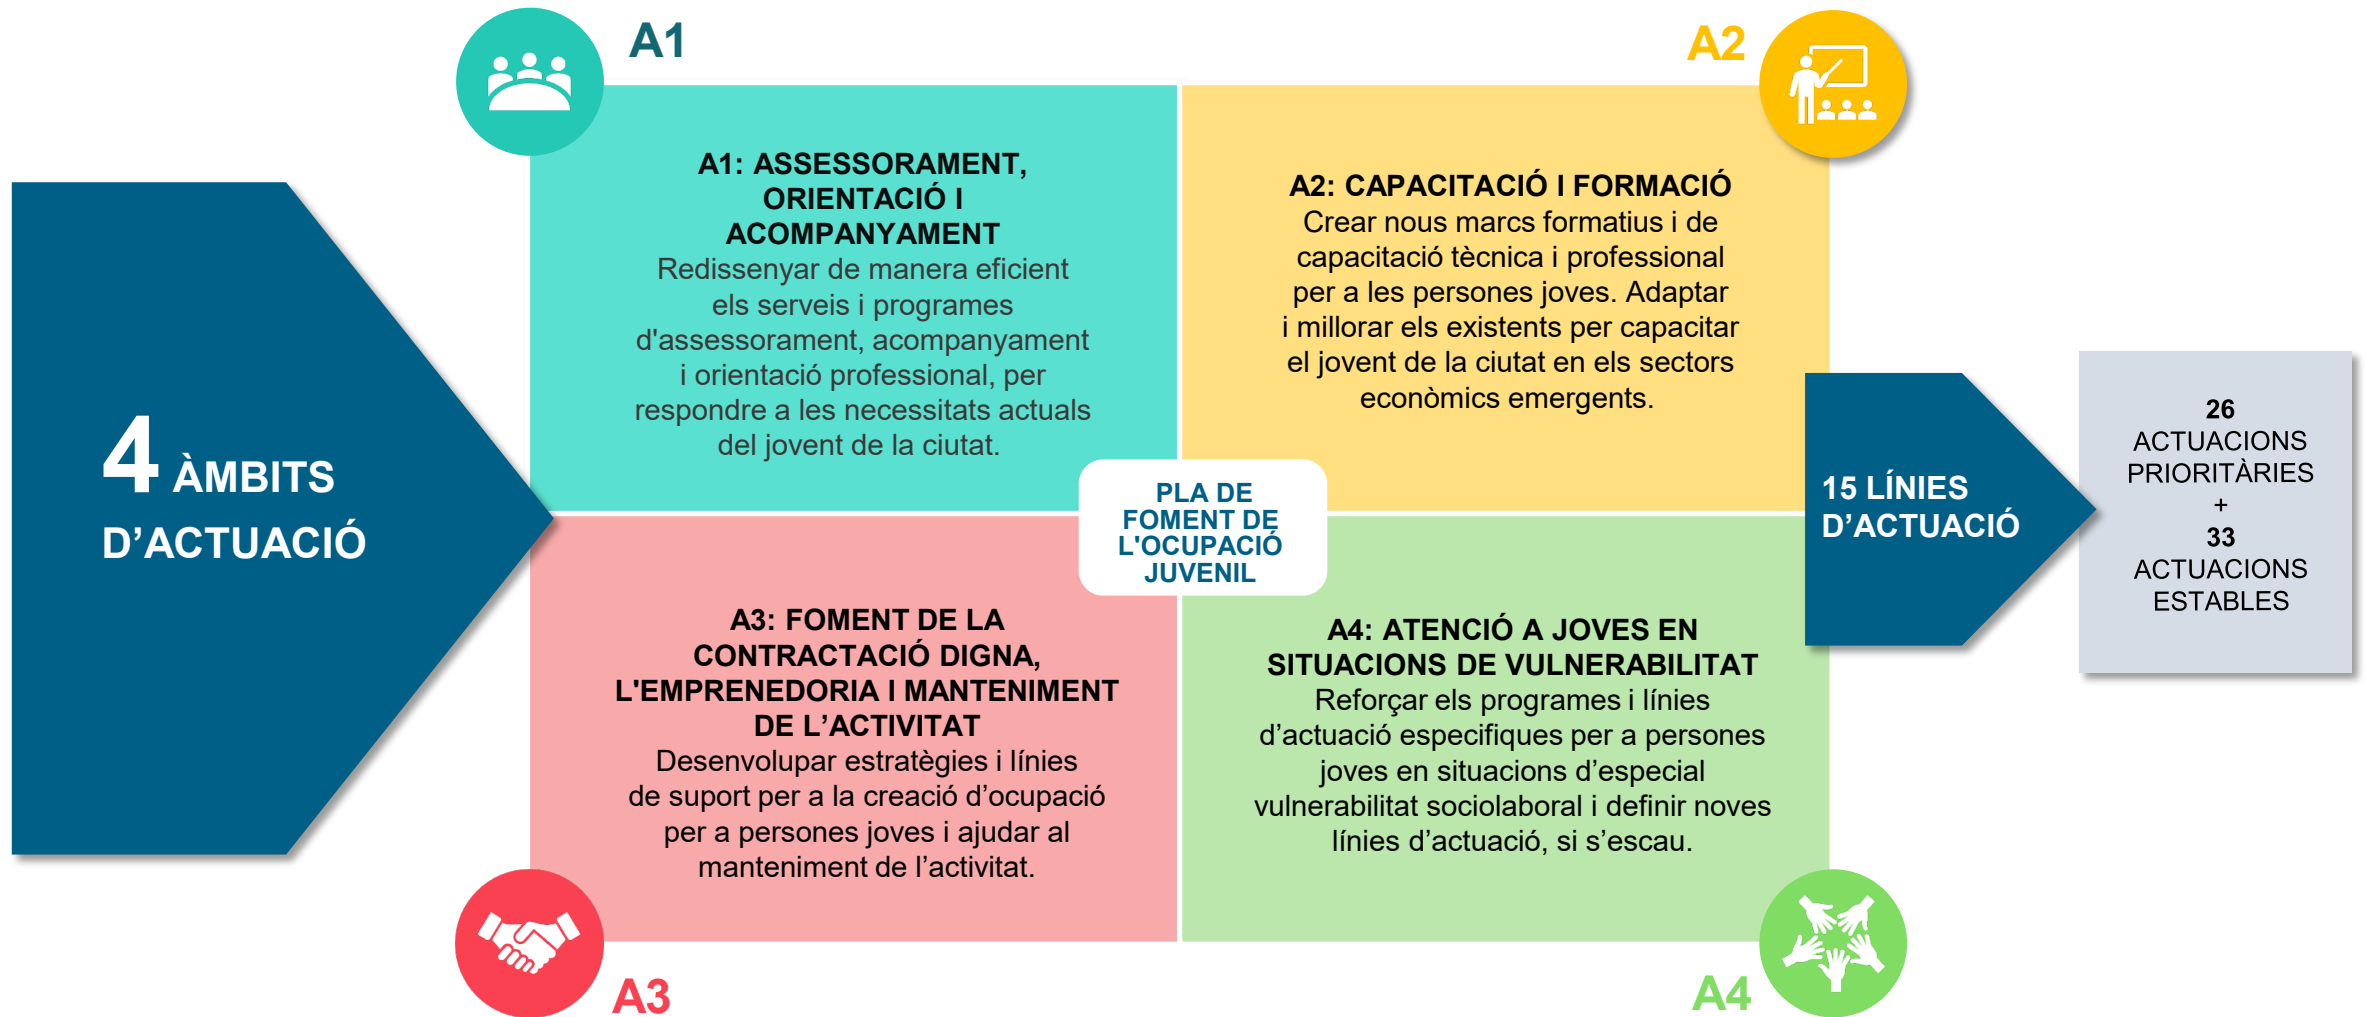 A1
A2
4 ÀMBITS
D’ACTUACIÓ
A1: ASSESSORAMENT,
ORIENTACIÓ I
ACOMPANYAMENT
Redissenyar de manera eficient
els serveis i programes
d'assessorament, acompanyament
i orientació professional, per
respondre a les necessitats actuals
del jovent de la ciutat.
A2: CAPACITACIÓ I FORMACIÓ
Crear nous marcs formatius i de
capacitació tècnica i professional
per a les persones joves. Adaptar
i millorar els existents per capacitar
el jovent de la ciutat en els sectors
econòmics emergents.
PLA DE
FOMENT DE
L'OCUPACIÓ
JUVENIL
A3: FOMENT DE LA
CONTRACTACIÓ DIGNA,
L'EMPRENEDORIA I MANTENIMENT
DE L’ACTIVITAT
Desenvolupar estratègies i línies
de suport per a la creació d’ocupació
per a persones joves i ajudar al
manteniment de l’activitat.
A4: ATENCIÓ A JOVES EN
SITUACIONS DE VULNERABILITAT
Reforçar els programes i línies
d’actuació especifiques per a persones
joves en situacions d’especial
vulnerabilitat sociolaboral i definir noves
línies d’actuació, si s’escau.
15 LÍNIES
D’ACTUACIÓ
26
ACTUACIONS
PRIORITÀRIES
+
33
ACTUACIONS
ESTABLES
A3
A4